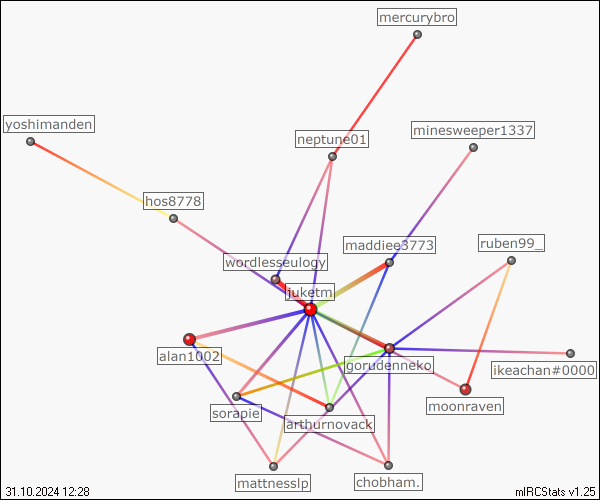 mercurybro
yoshimanden
neptune01
minesweeper1337
hos8778
maddiee3773
ruben99_
wordlesseulogy
juketm
alan1002
gorudenneko
ikeachan#0000
sorapie
arthurnovack
moonraven
mattnesslp
chobham.
31.10.2024 12:28
mIRCStats v1.25